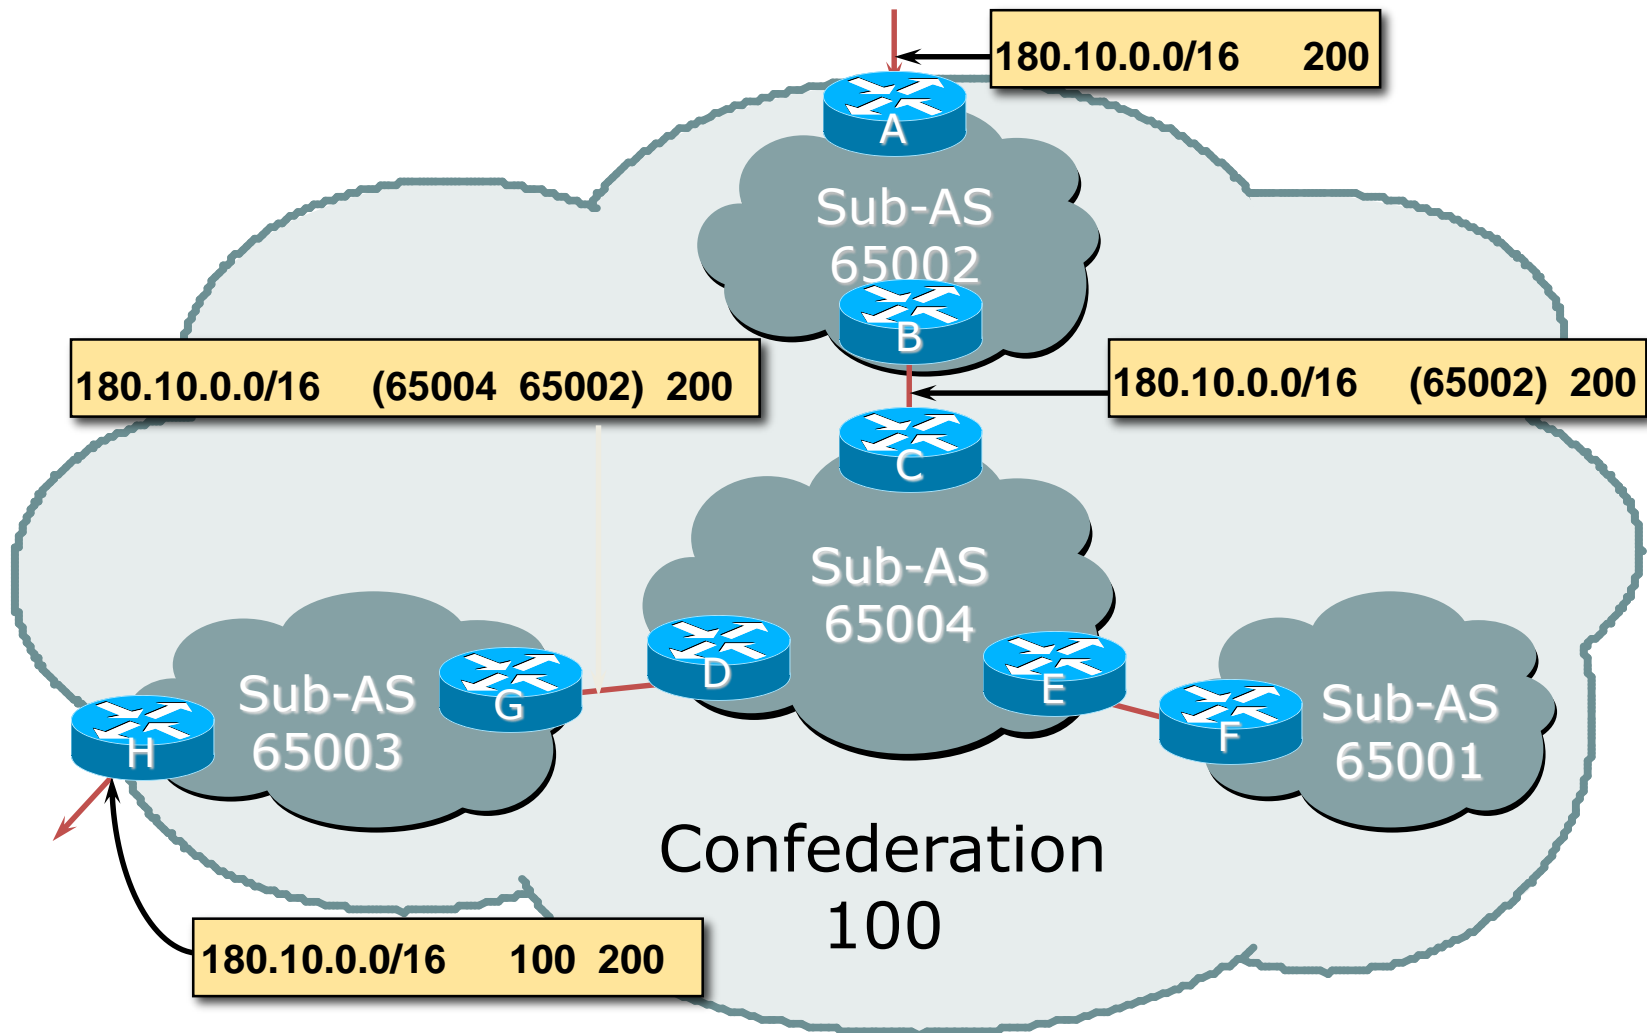 180.10.0.0/16 200
A
Sub-AS
65002
B
180.10.0.0/16 (65004 65002) 200
180.10.0.0/16 (65002) 200
C
Sub-AS
65004
D
E
G
Sub-AS
65003
H
F
Sub-AS
65001
Confederation
100
180.10.0.0/16 100 200